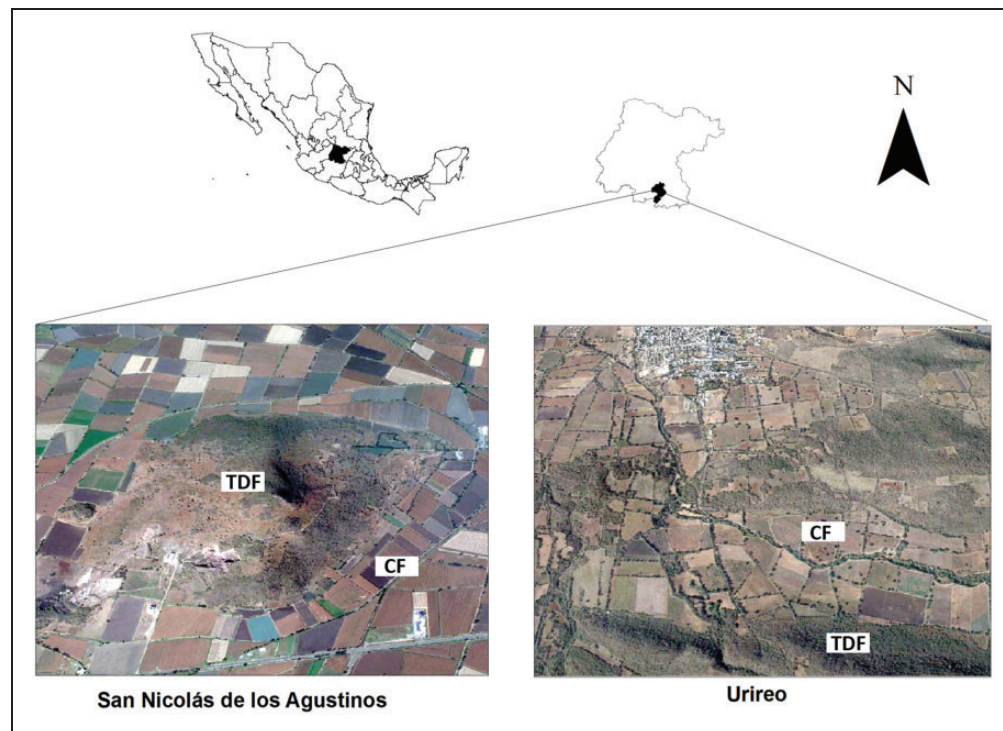 N
TDF
CF
San Nicolás de los Agustinos
CF
TDF
Urireo